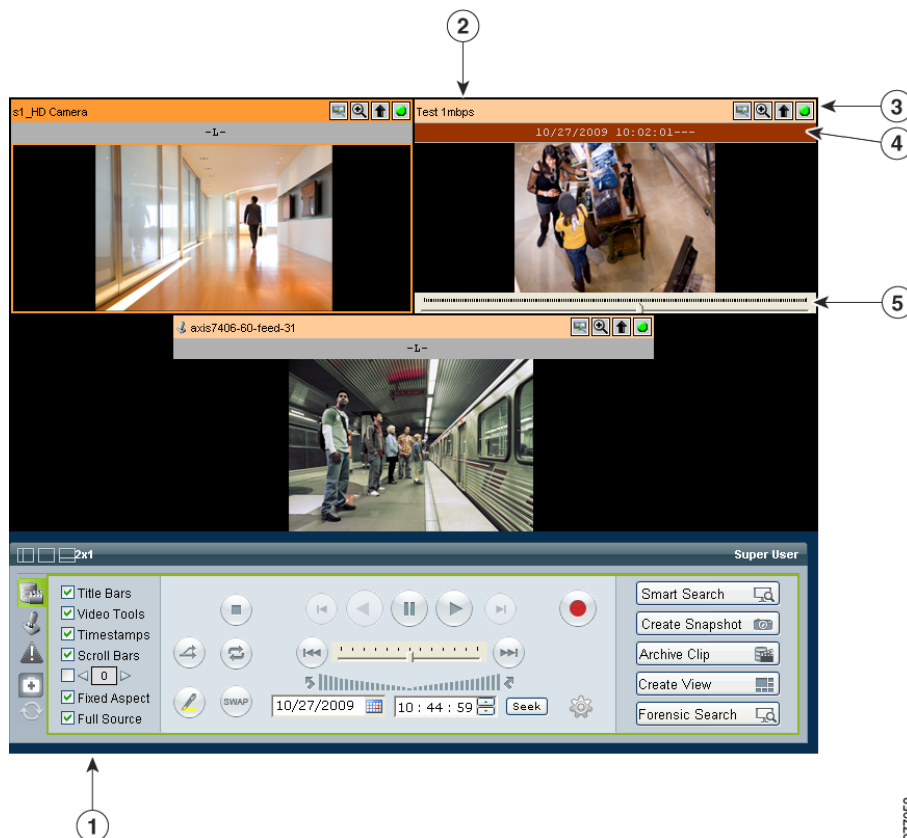 2
s1_HD Camera
Test 1mbps
3
-L-
10/27/2009 10:02:01---
4
5
axis7406-60-feed-31
-L-
2x1
Super User
Title Bars
Video Tools
Timestamps
Scroll Bars
0
Fixed Aspect
Full Source
SWAP
10/27/2009
10 : 44 : 59
Seek
Smart Search
Create Snapshot
Archive Clip
Create View
Forensic Search
1